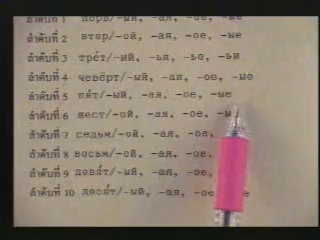 ลำดับที่ 1 перв/-ый, -ая, -ое, -ые
ลำดับที่ 2 втор/-ой, -ая, -ое, -ые
ลำดับที่ 3 тре́т/-ий, -ья, -ье, -ьи
ลำดับที่ 4 четвёрт/-ый, -ая, -ое, -ые
ลำดับที่ 5 пя́т/-ый, -ая, -ое, -ые
ลำดับที่ 6 шест/-ой, -ая, -ое,
ลำดับที่ 7 седьм/-ой, -ая, -ое,
ลำดับที่ 8 восьм/-ой, -ая, -ое,
ลำดับที่ 9 девя́т/-ый, -ая, -ое,
ลำดับที่ 10 деся́т/-ый, -ая, -ое